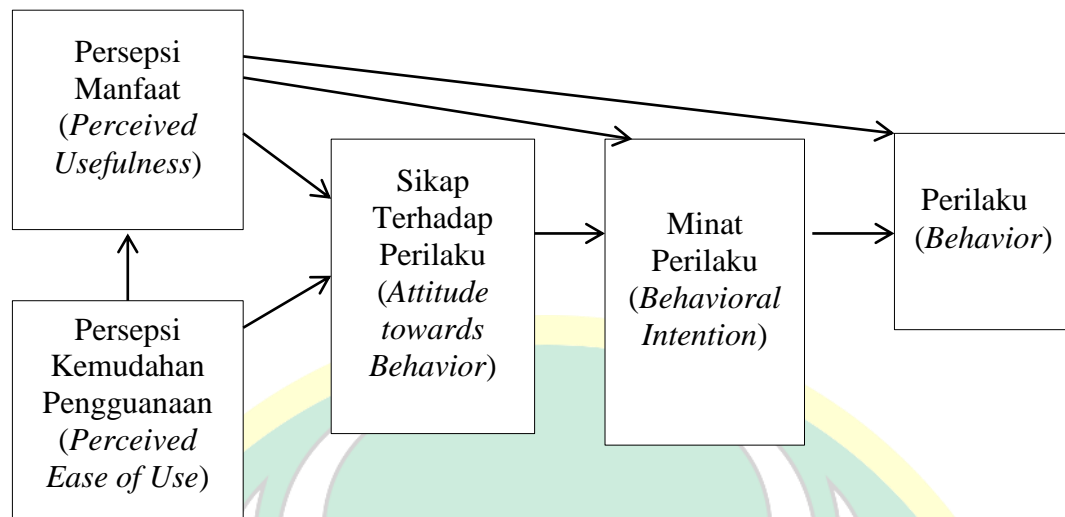 Persepsi
Manfaat
(Perceived
Usefulness)
Persepsi
Kemudahan
Pengguanaan
(Perceived
Ease of Use)
Sikap
Terhadap
Perilaku
(Attitude
towards
Behavior)
Minat
Perilaku
(Behavioral
Intention)
Perilaku
(Behavior)